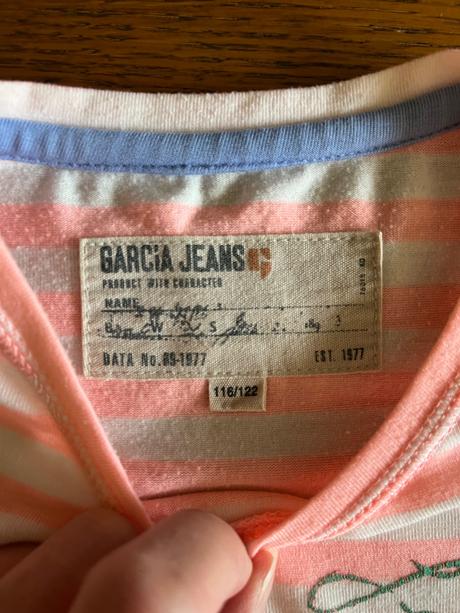 GARCIA JEANS
PRODUCT WITH CHARACTER
NAME
W S
DATA No.89-1977 EST. 1977
116/122